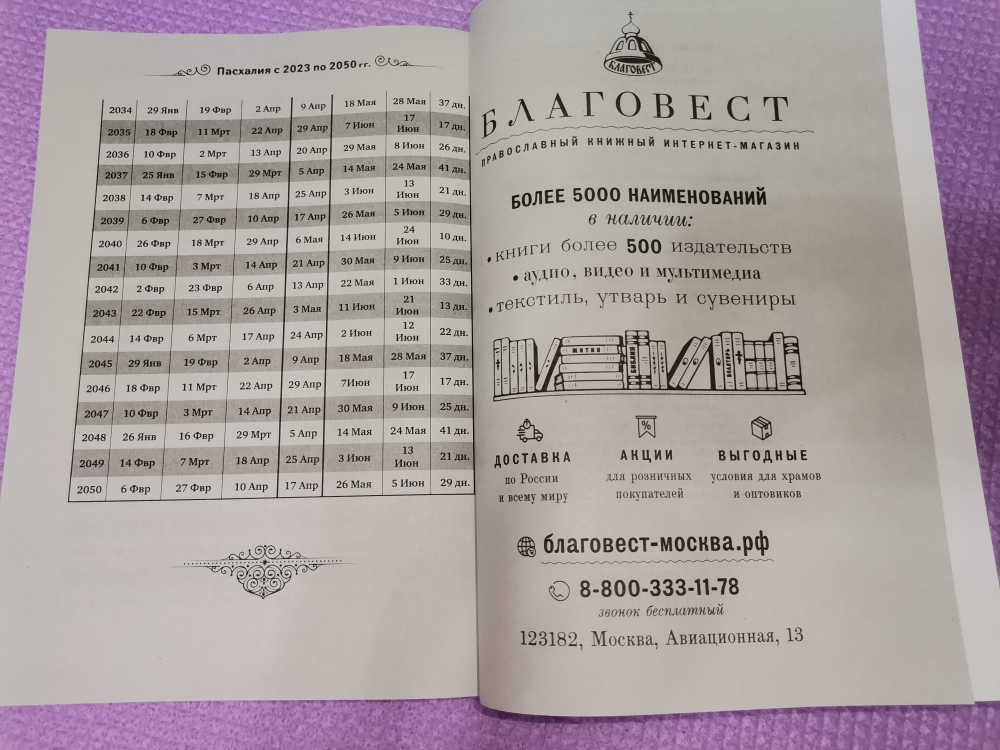 Пасхалия с 2023 по 2050 гг.
2034 29 Янв 19 Фвр 2 Апр 9 Апр 18 Мая 28 Мая 37 дн.
2035 18 Фвр 11 Мрт 22 Апр 29 Апр 7 Июн 17 Июн 17 дн.
2036 10 Фвр 2 Мрт 13 Апр 20 Апр 29 Мая 8 Июн 26 дн.
2037 25 Янв 15 Фвр 29 Мрт 5 Апр 14 Мая 24 Мая 41 дн.
2038 14 Фвр 7 Мрт 18 Апр 25 Апр 3 Июн 13 Июн 21 дн.
2039 6 Фвр 27 Фвр 10 Апр 17 Апр 26 Мая 5 Июн 29 дн.
2040 26 Фвр 18 Мрт 29 Апр 6 Мая 14 Июн 24 Июн 10 дн.
2041 10 Фвр 3 Мрт 14 Апр 21 Апр 30 Мая 9 Июн 25 дн.
2042 2 Фвр 23 Фвр 6 Апр 13 Апр 22 Мая 1 Июн 33 дн.
2043 22 Фвр 15 Мрт 26 Апр 3 Мая 11 Июн 21 Июн 13 дн.
2044 14 Фвр 6 Мрт 17 Апр 24 Апр 2 Июн 12 Июн 22 дн.
2045 29 Янв 19 Фвр 2 Апр 9 Апр 18 Мая 28 Мая 37 дн.
2046 18 Фвр 11 Мрт 22 Апр 29 Апр 7Июн 17 Июн 17 дн.
2047 10 Фвр 3 Мрт 14 Апр 21 Апр 30 Мая 9 Июн 25 дн.
2048 26 Янв 16 Фвр 29 Мрт 5 Апр 14 Мая 24 Мая 41 дн.
2049 14 Фвр 7 Мрт 18 Апр 25 Апр 3 Июн 13 Июн 21 дн.
2050 6 Фвр 27 Фвр 10 Апр 17 Апр 26 Мая 5 Июн 29 дн.
БЛАГОВЕСТ
БЛАГОВЕСТ
ПРАВОСЛАВНЫЙ КНИЖНЫЙ ИНТЕРНЕТ-МАГАЗИН
БОЛЕЕ 5000 НАИМЕНОВАНИЙ
в наличии:
• книги более 500 издательств
• аудио, видео и мультимедиа
• текстиль, утварь и сувениры
ЖИТИЯ
БИБЛИЯ
ПСАЛТИРЬ
%
ДОСТАВКА
по России
и всему миру
АКЦИИ
для розничных
покупателей
ВЫГОДНЫЕ
условия для храмов
и оптовиков
благовест-москва.рф
8-800-333-11-78
звонок бесплатный
123182, Москва, Авиационная, 13